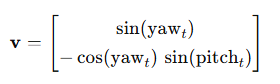 v = [ sin(yaw_t)
− cos(yaw_t) sin(pitch_t) ]